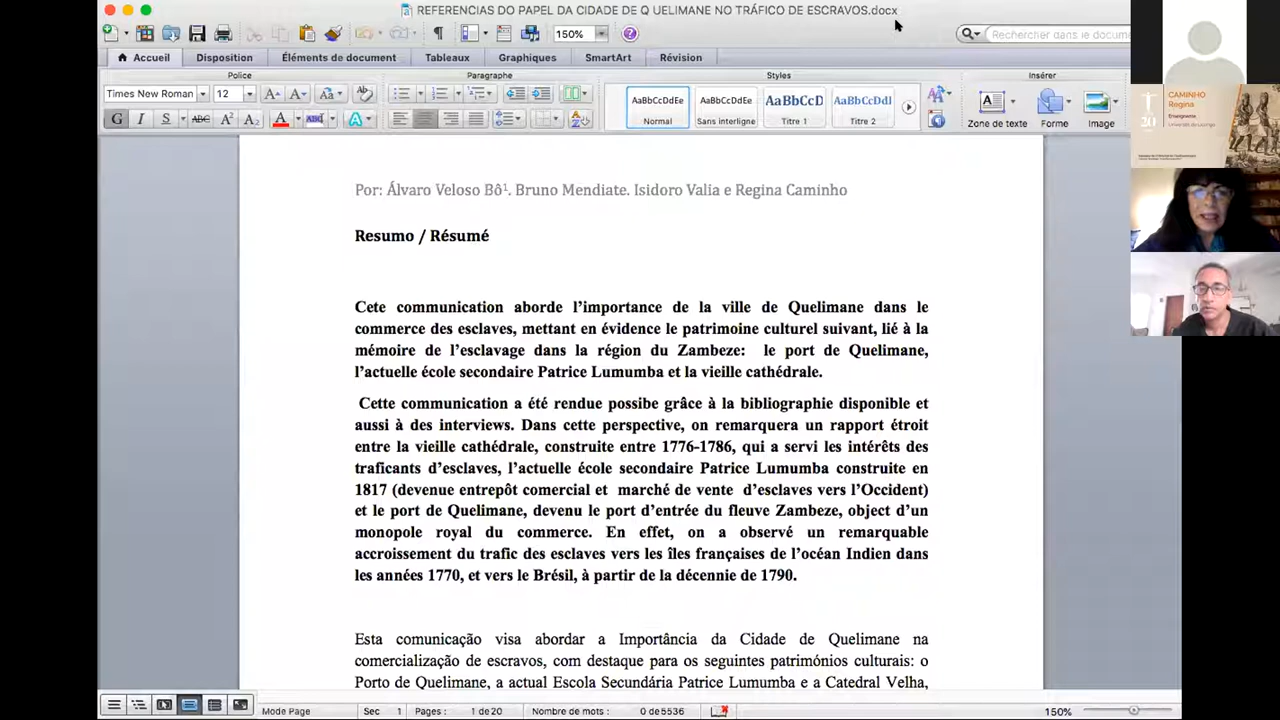 REFERENCIAS DO PAPEL DA CIDADE DE Q UELIMANE NO TRÁFICO DE ESCRAVOS.docx
150%
Rechercher dans le docume
Accueil
Disposition
Éléments de document
Tableaux
Graphiques
SmartArt
Révision
Police
Paragraphe
Styles
Insérer
Times New Roman
12
AaBbCcDdEe
AaBbCcDdEe
AaBbCcD
AaBbCcDdI
Normal
Sans interligne
Titre 1
Titre 2
Zone de texte
Forme
Image
CAMINHO
Regina
Enseignante
20
Por: Álvaro Veloso Bô¹. Bruno Mendiate. Isidoro Valia e Regina Caminho
Resumo / Résumé
Cete communication aborde l’importance de la ville de Quelimane dans le
commerce des esclaves, mettant en évidence le patrimoine culturel suivant, lié à la
mémoire de l’esclavage dans la région du Zambeze: le port de Quelimane,
l’actuelle école secondaire Patrice Lumumba et la vieille cathédrale.
Cette communication a été rendue possibe grâce à la bibliographie disponible et
aussi à des interviews. Dans cette perspective, on remarquera un rapport étroit
entre la vieille cathédrale, construite entre 1776-1786, qui a servi les intérêts des
traficants d’esclaves, l’actuelle école secondaire Patrice Lumumba construite en
1817 (devenue entrepôt comercial et marché de vente d’esclaves vers l’Occident)
et le port de Quelimane, devenu le port d’entrée du fleuve Zambeze, object d’un
monopole royal du commerce. En effet, on a observé un remarquable
accroissement du trafic des esclaves vers les îles françaises de l’océan Indien dans
les années 1770, et vers le Brésil, à partir de la décennie de 1790.
Esta comunicação visa abordar a Importância da Cidade de Quelimane na
comercialização de escravos, com destaque para os seguintes patrimónios culturais: o
Porto de Quelimane, a actual Escola Secundária Patrice Lumumba e a Catedral Velha,
Mode Page
Sec 1
Pages : 1 de 20
Nombre de mots : 0 de 5536
150%